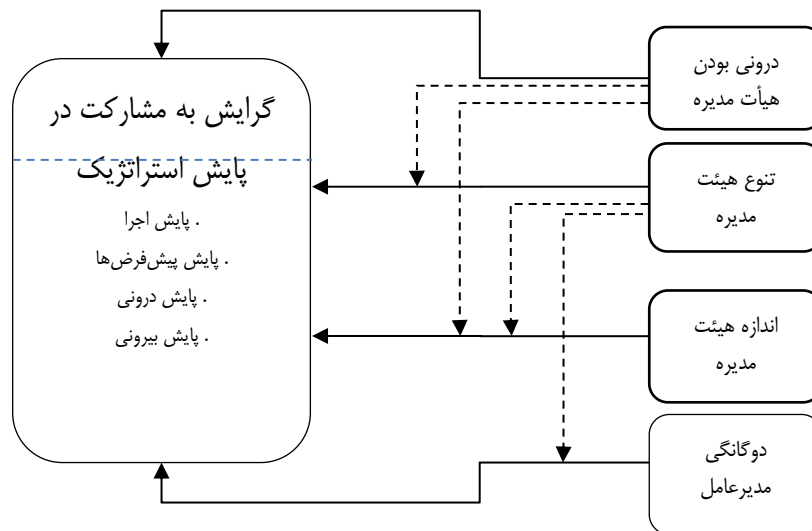 درونی بودن
هیأت مدیره
تنوع هیئت
مدیره
اندازه هیئت
مدیره
دوگانگی
مدیرعامل
گرایش به مشارکت در
پایش استراتژیک
. پایش اجرا
. پایش پیش‌فرض‌ها
. پایش درونی
. پایش بیرونی